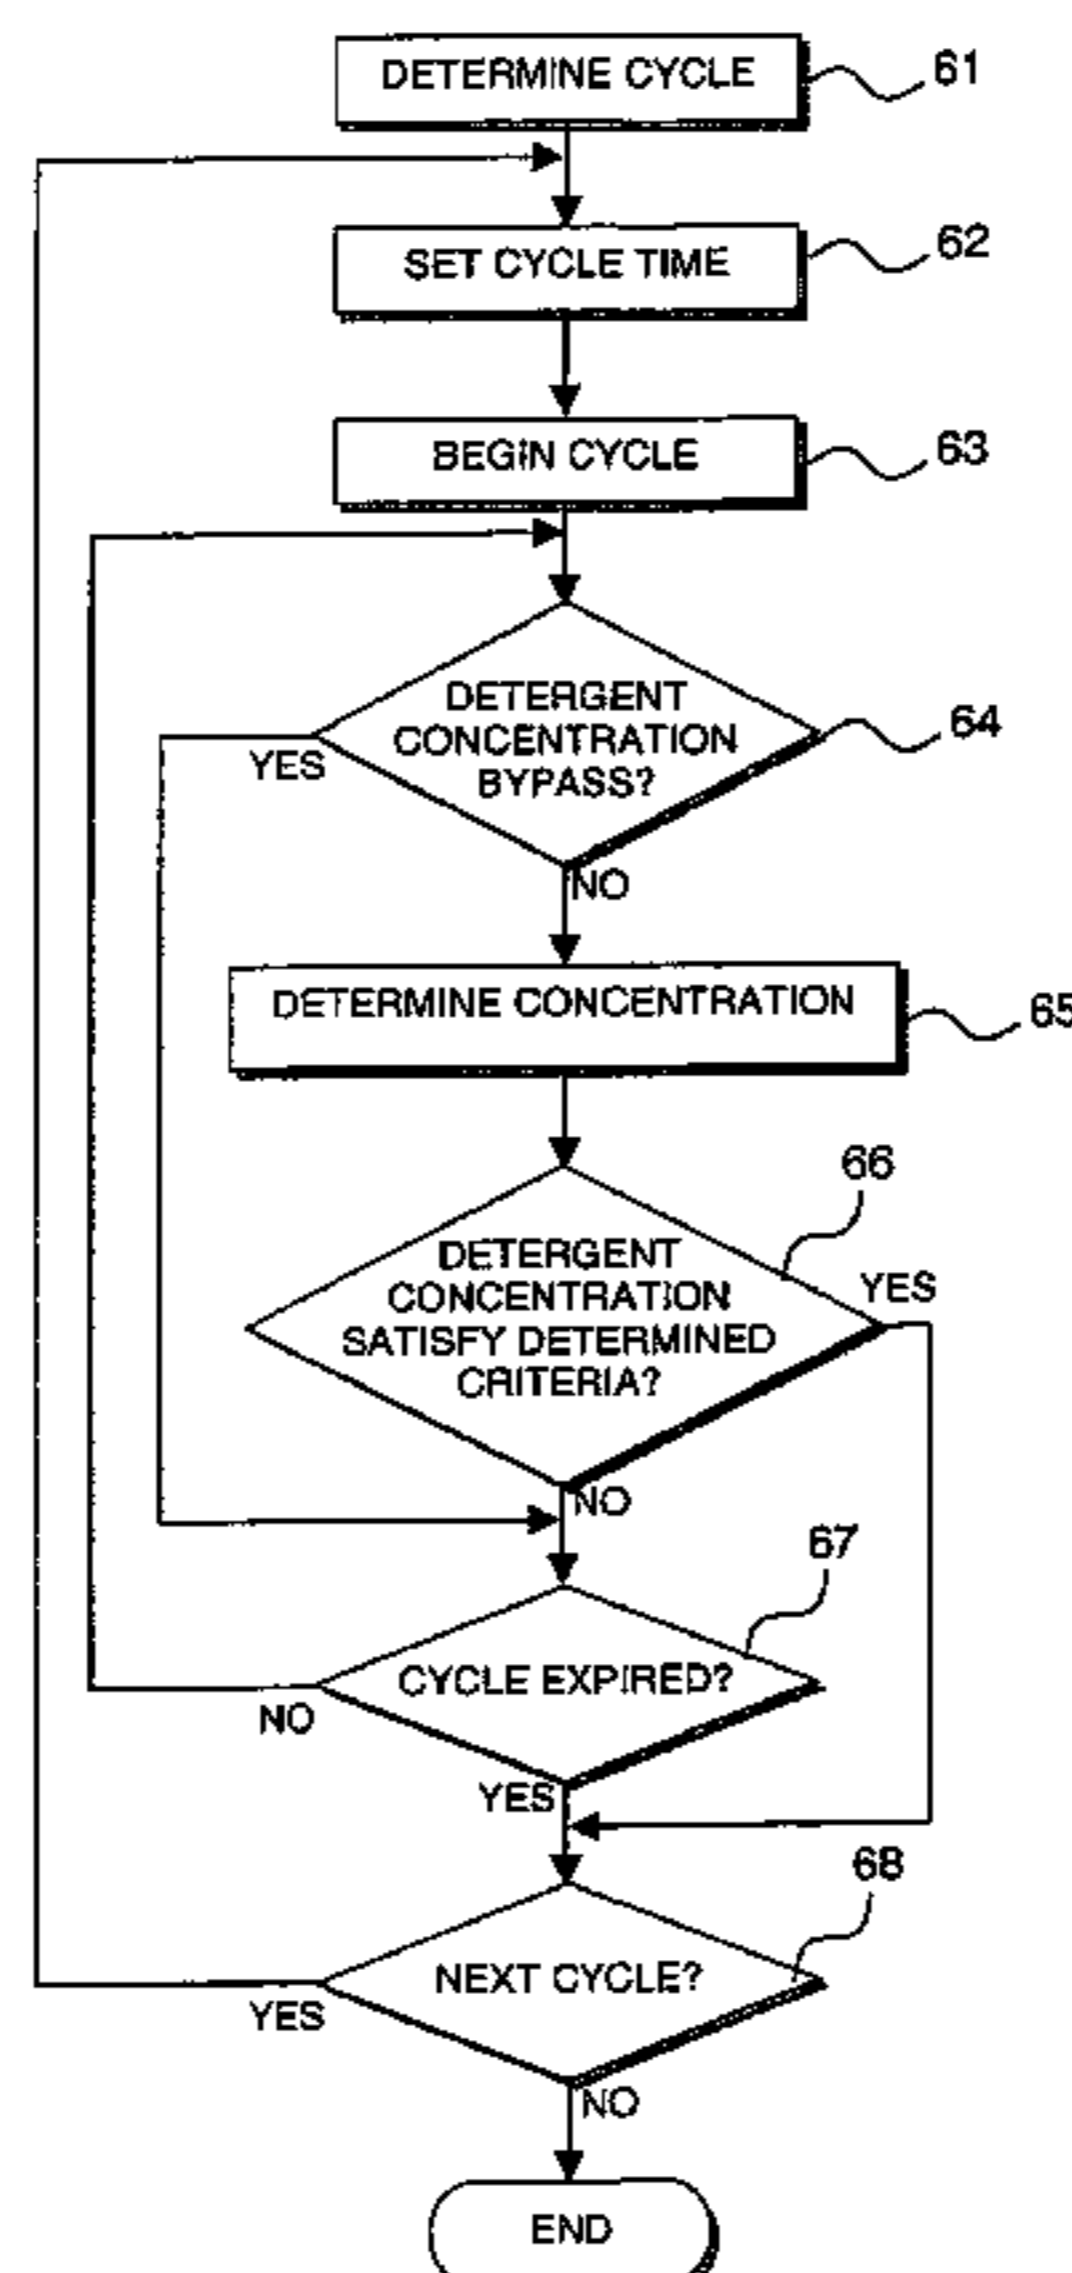 DETERMINE CYCLE
61
SET CYCLE TIME
62
BEGIN CYCLE
63
DETERGENT
CONCENTRATION
BYPASS?
64
YES
NO
DETERMINE CONCENTRATION
65
66
DETERGENT
CONCENTRATION
SATISFY DETERMINED
CRITERIA?
YES
NO
67
CYCLE EXPIRED?
NO
YES
68
NEXT CYCLE?
YES
NO
END